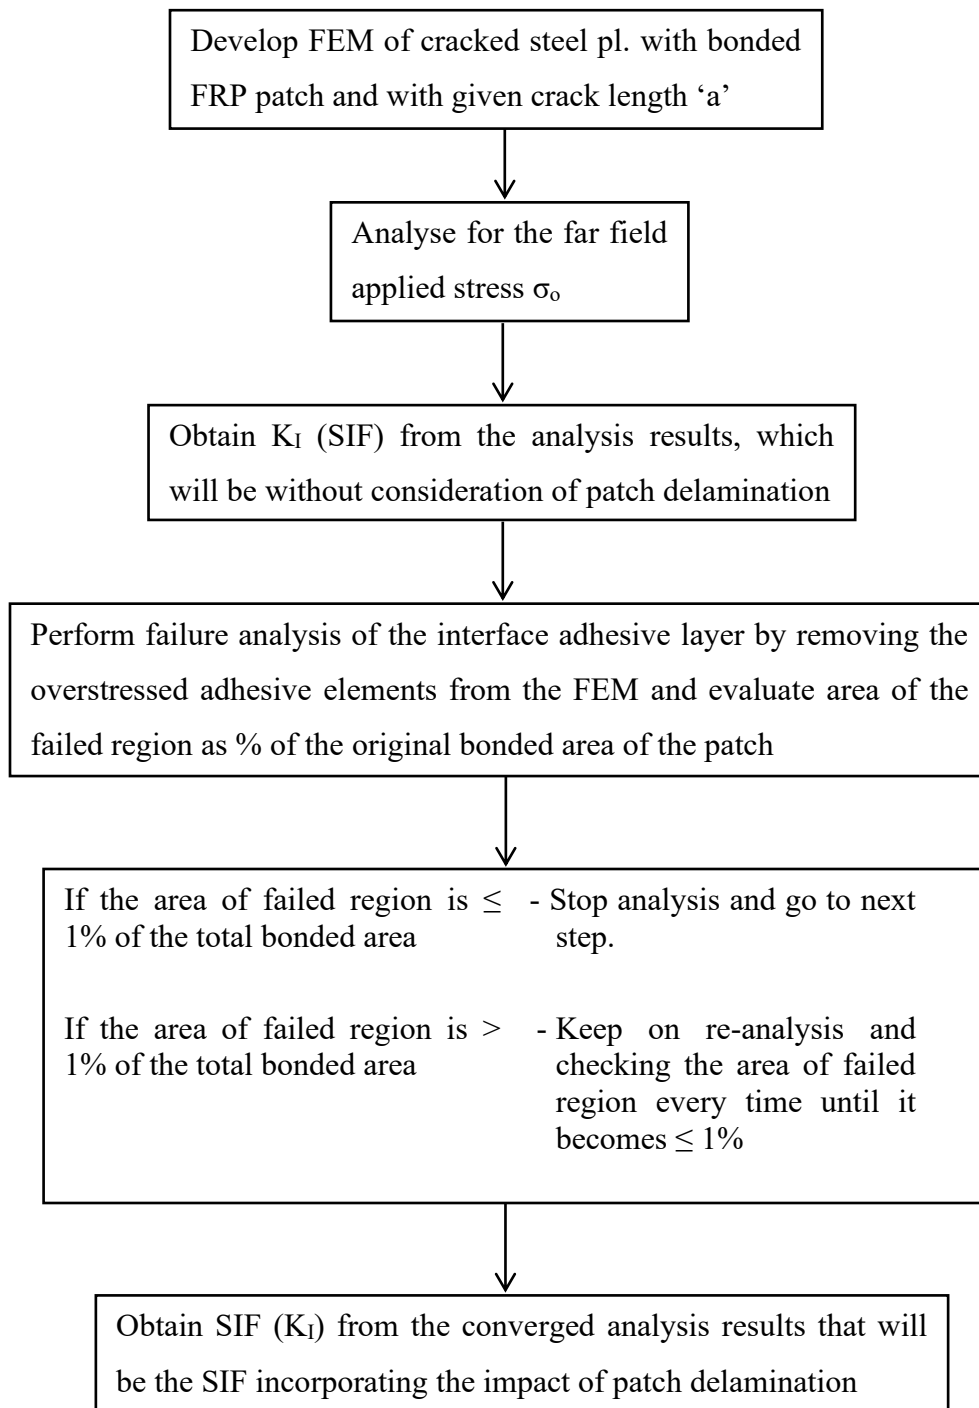 Develop FEM of cracked steel pl. with bonded
FRP patch and with given crack length ‘a’
Analyse for the far field
applied stress σₒ
Obtain K_I (SIF) from the analysis results, which
will be without consideration of patch delamination
Perform failure analysis of the interface adhesive layer by removing the
overstressed adhesive elements from the FEM and evaluate area of the
failed region as % of the original bonded area of the patch
If the area of failed region is ≤
1% of the total bonded area
- Stop analysis and go to next
step.
If the area of failed region is >
1% of the total bonded area
- Keep on re-analysis and
checking the area of failed
region every time until it
becomes ≤ 1%
Obtain SIF (K_I) from the converged analysis results that will
be the SIF incorporating the impact of patch delamination